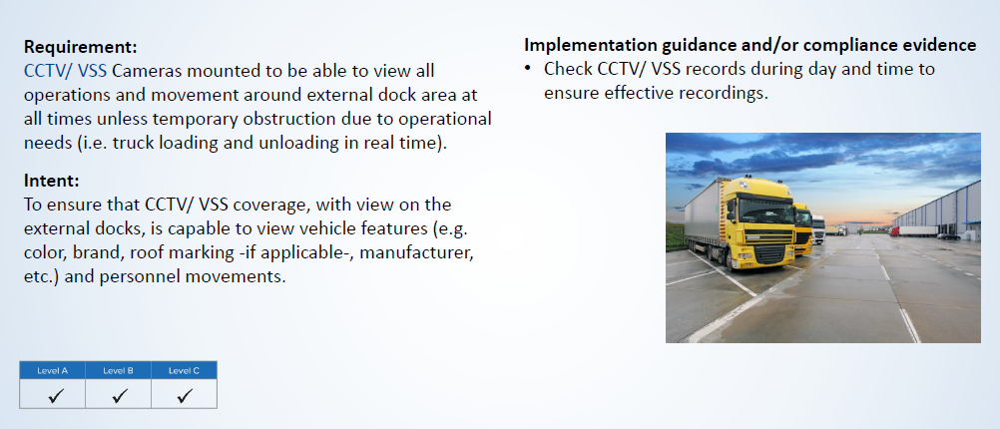 Requirement:
CCTV/ VSS Cameras mounted to be able to view all
operations and movement around external dock area at
all times unless temporary obstruction due to operational
needs (i.e. truck loading and unloading in real time).
Intent:
To ensure that CCTV/ VSS coverage, with view on the
external docks, is capable to view vehicle features (e.g.
color, brand, roof marking -if applicable-, manufacturer,
etc.) and personnel movements.
Implementation guidance and/or compliance evidence
• Check CCTV/ VSS records during day and time to
ensure effective recordings.
Level A Level B Level C
✓ ✓ ✓